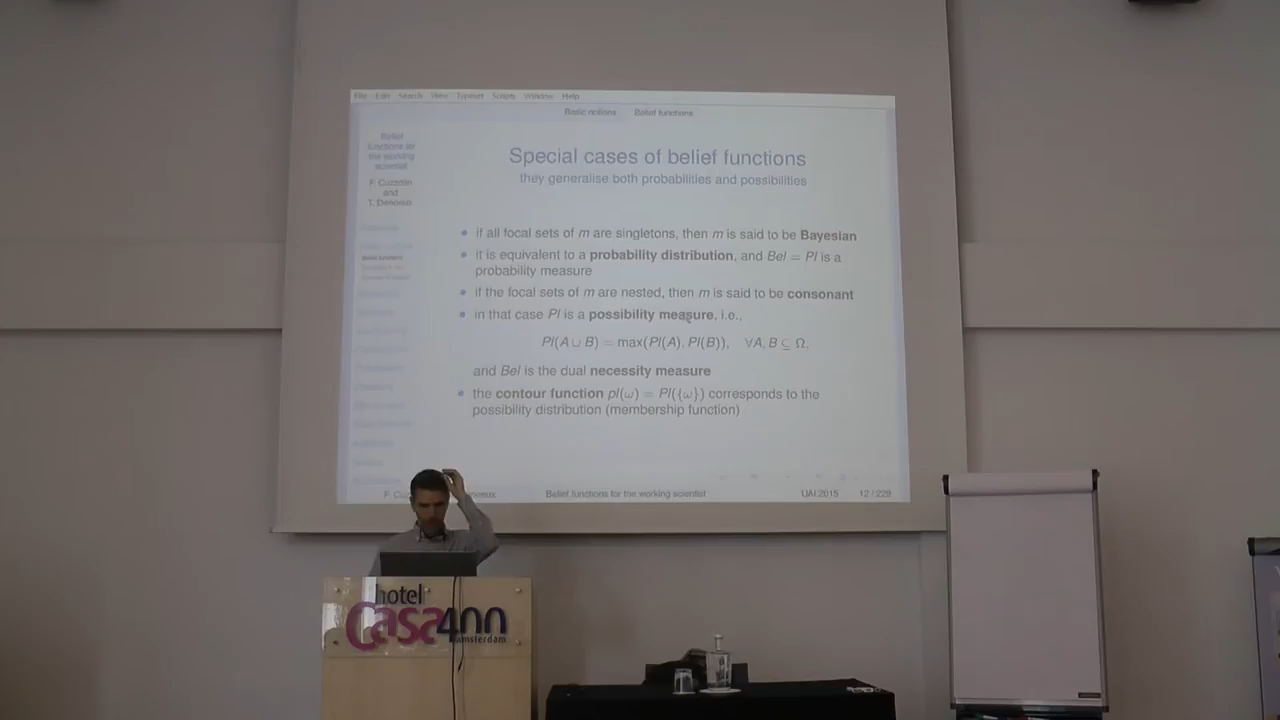 File Edit Search View Typeset Scripts Window Help
Basic notions Belief functions
Belief
functions for
the working
scientist
F. Cuzzolin
and
T. Denoeux
Belief functions
Special cases of belief functions
they generalise both probabilities and possibilities
if all focal sets of m are singletons, then m is said to be Bayesian
it is equivalent to a probability distribution, and Bel = Pl is a
probability measure
if the focal sets of m are nested, then m is said to be consonant
in that case Pl is a possibility measure, i.e.,
Pl(A ∪ B) = max(Pl(A), Pl(B)), ∀A, B ⊆ Ω,
and Bel is the dual necessity measure
the contour function pl(ω) = Pl({ω}) corresponds to the
possibility distribution (membership function)
Belief functions for the working scientist
UAI 2015 12 / 229
hotel
Casa400
amsterdam